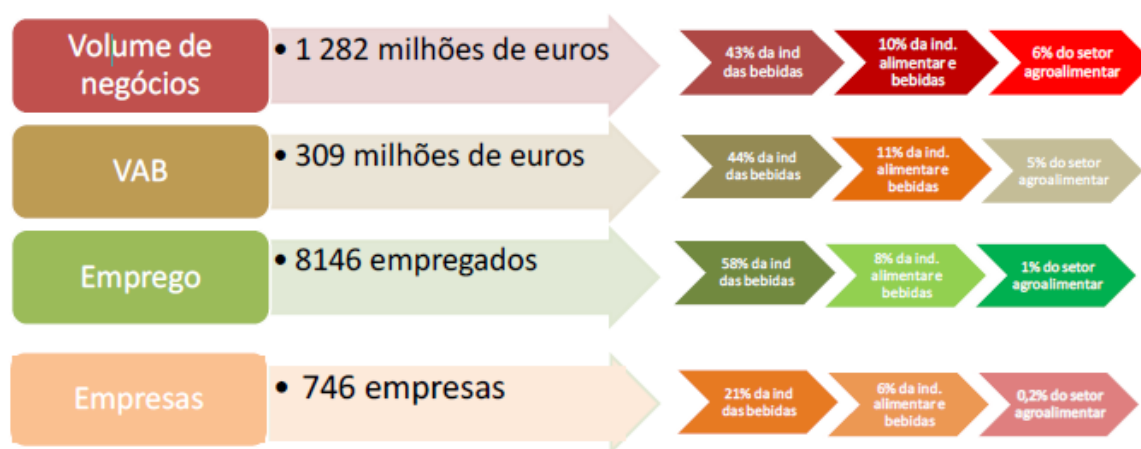 Volume de
negócios
• 1 282 milhões de euros
43% da ind
das bebidas
10% da ind.
alimentar e
bebidas
6% do setor
agroalimentar
VAB
• 309 milhões de euros
44% da ind
das bebidas
11% da ind.
alimentar e
bebidas
5% do setor
agroalimentar
Emprego
• 8146 empregados
58% da ind
das bebidas
8% da ind.
alimentar e
bebidas
1% do setor
agroalimentar
Empresas
• 746 empresas
21% da ind
das bebidas
6% da ind.
alimentar e
bebidas
0,2% do setor
agroalimentar